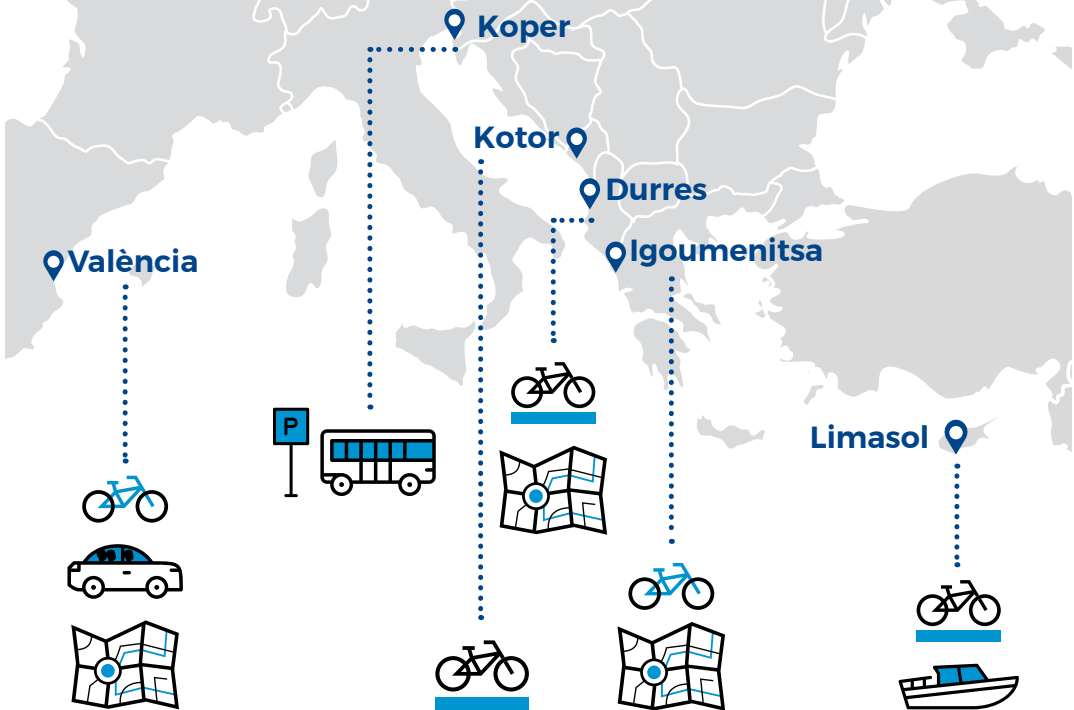 Koper
Kotor
Durres
Igoumenitsa
València
P
Limasol